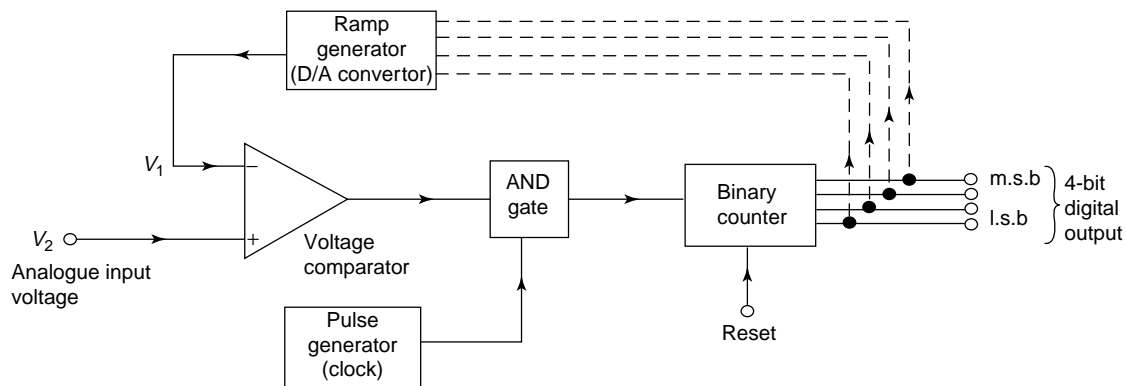 Ramp
generator
(D/A convertor)
V1
−
+
V2
Analogue input
voltage
Voltage
comparator
AND
gate
Pulse
generator
(clock)
Binary
counter
Reset
m.s.b
l.s.b
4-bit
digital
output